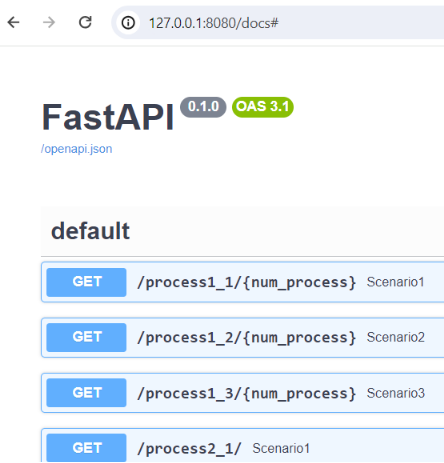 127.0.0.1:8080/docs#
FastAPI 0.1.0 OAS 3.1
/openapi.json
default
GET /process1_1/{num_process} Scenario1
GET /process1_2/{num_process} Scenario2
GET /process1_3/{num_process} Scenario3
GET /process2_1/ Scenario1